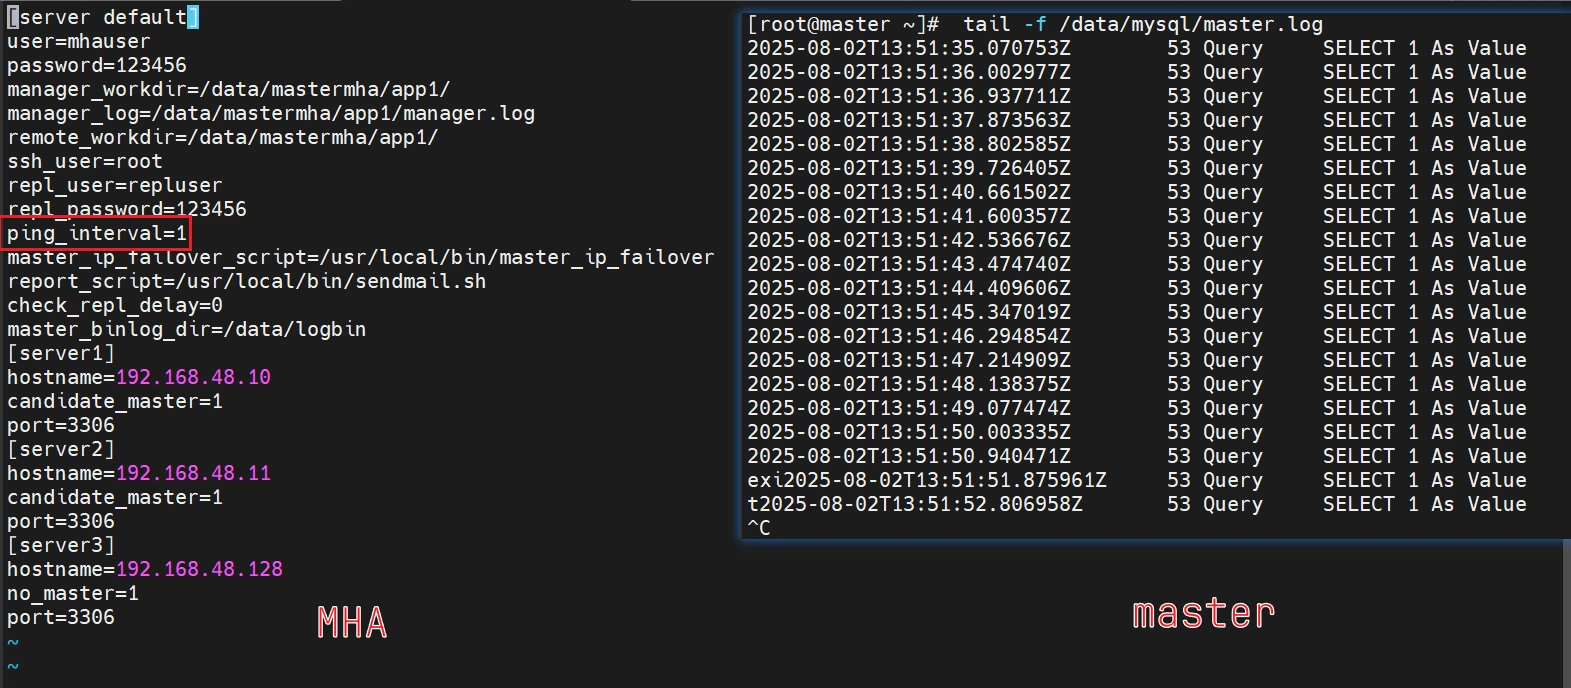 [server default]
user=mhauser
password=123456
manager_workdir=/data/mastermha/app1/
manager_log=/data/mastermha/app1/manager.log
remote_workdir=/data/mastermha/app1/
ssh_user=root
repl_user=repluser
repl_password=123456
ping_interval=1
master_ip_failover_script=/usr/local/bin/master_ip_failover
report_script=/usr/local/bin/sendmail.sh
check_repl_delay=0
master_binlog_dir=/data/logbin
[server1]
hostname=192.168.48.10
candidate_master=1
port=3306
[server2]
hostname=192.168.48.11
candidate_master=1
port=3306
[server3]
hostname=192.168.48.128
no_master=1
port=3306
~
~
MHA
[root@master ~]#  tail -f /data/mysql/master.log
2025-08-02T13:51:35.070753Z        53 Query     SELECT 1 As Value
2025-08-02T13:51:36.002977Z        53 Query     SELECT 1 As Value
2025-08-02T13:51:36.937711Z        53 Query     SELECT 1 As Value
2025-08-02T13:51:37.873563Z        53 Query     SELECT 1 As Value
2025-08-02T13:51:38.802585Z        53 Query     SELECT 1 As Value
2025-08-02T13:51:39.726405Z        53 Query     SELECT 1 As Value
2025-08-02T13:51:40.661502Z        53 Query     SELECT 1 As Value
2025-08-02T13:51:41.600357Z        53 Query     SELECT 1 As Value
2025-08-02T13:51:42.536676Z        53 Query     SELECT 1 As Value
2025-08-02T13:51:43.474740Z        53 Query     SELECT 1 As Value
2025-08-02T13:51:44.409606Z        53 Query     SELECT 1 As Value
2025-08-02T13:51:45.347019Z        53 Query     SELECT 1 As Value
2025-08-02T13:51:46.294854Z        53 Query     SELECT 1 As Value
2025-08-02T13:51:47.214909Z        53 Query     SELECT 1 As Value
2025-08-02T13:51:48.138375Z        53 Query     SELECT 1 As Value
2025-08-02T13:51:49.077474Z        53 Query     SELECT 1 As Value
2025-08-02T13:51:50.003335Z        53 Query     SELECT 1 As Value
2025-08-02T13:51:50.940471Z        53 Query     SELECT 1 As Value
exi2025-08-02T13:51:51.875961Z     53 Query     SELECT 1 As Value
t2025-08-02T13:51:52.806958Z       53 Query     SELECT 1 As Value
^C
master